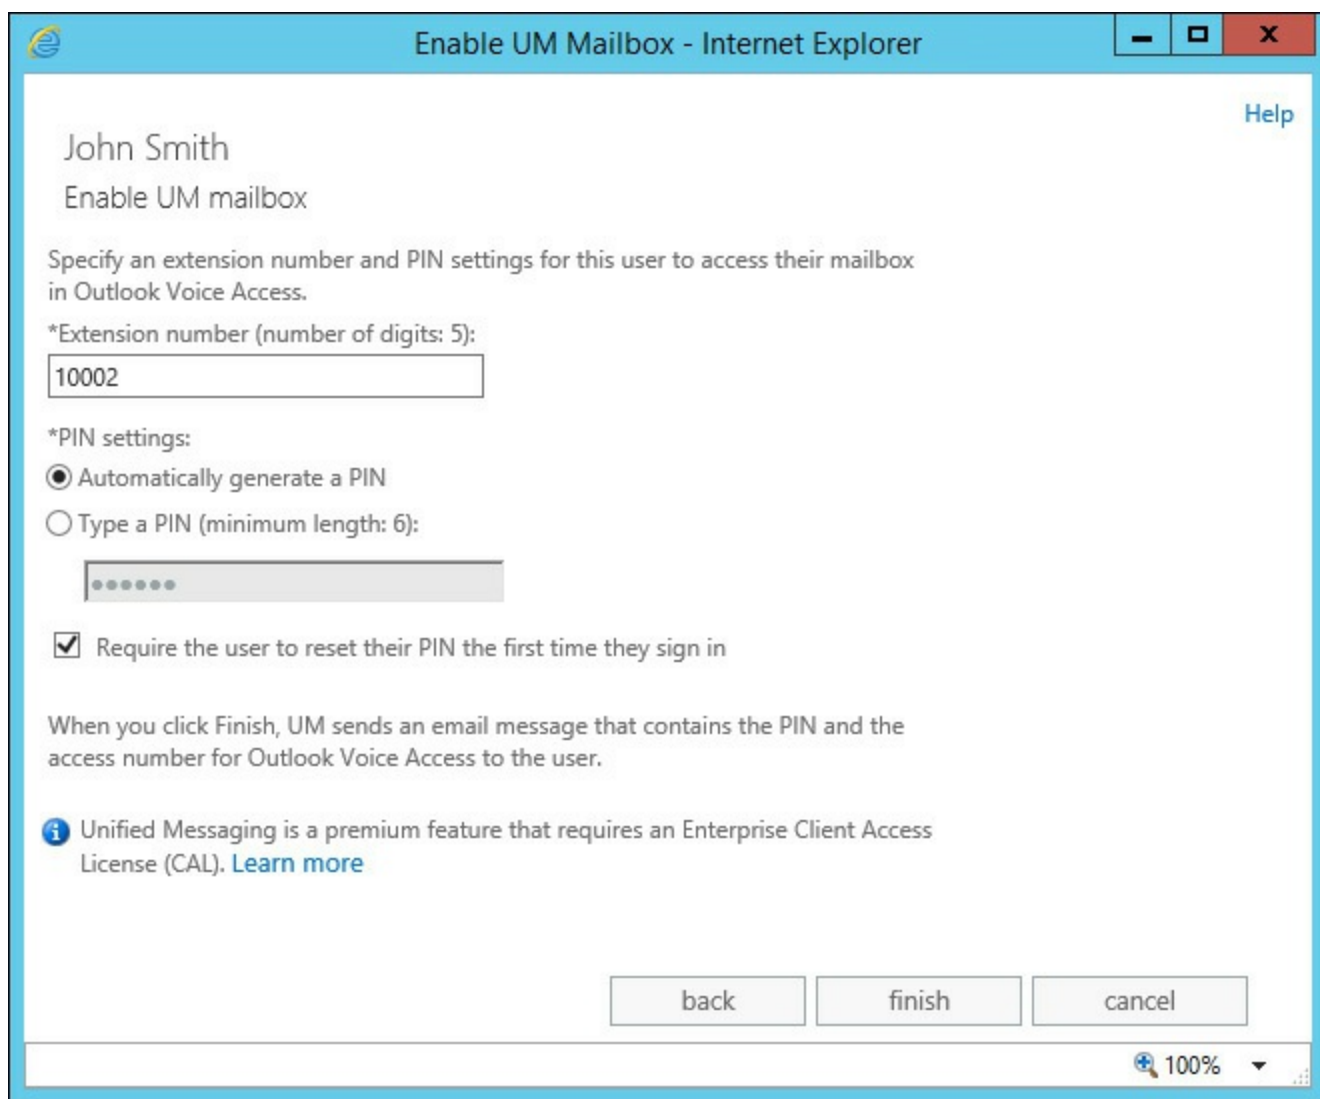 Enable UM Mailbox - Internet Explorer
Help
John Smith
Enable UM mailbox
Specify an extension number and PIN settings for this user to access their mailbox
in Outlook Voice Access.
*Extension number (number of digits: 5):
10002
*PIN settings:
Automatically generate a PIN
Type a PIN (minimum length: 6):
••••••
Require the user to reset their PIN the first time they sign in
When you click Finish, UM sends an email message that contains the PIN and the
access number for Outlook Voice Access to the user.
Unified Messaging is a premium feature that requires an Enterprise Client Access
License (CAL). Learn more
back finish cancel
100%